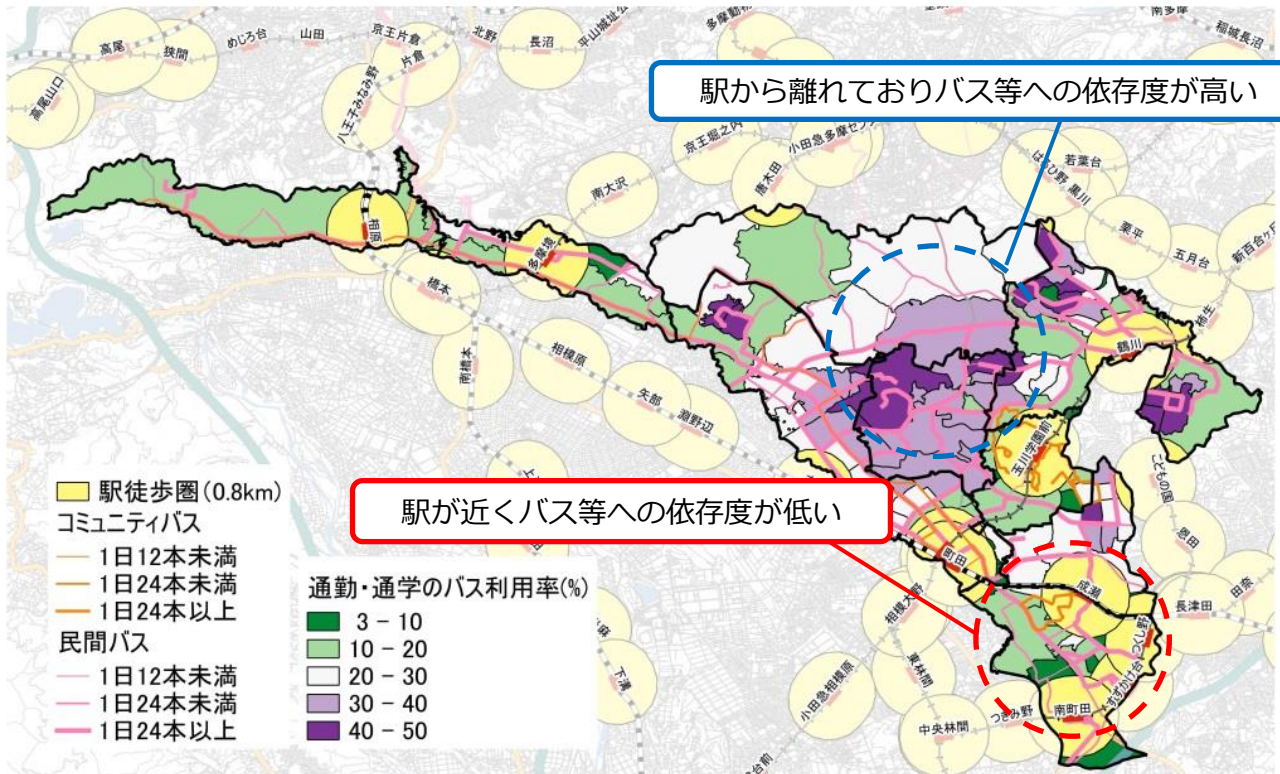 高尾
狭間
めじろ台
山田
京王片倉
片倉
北野
長沼
平山城址公
多摩動
南多摩
稲城長沼
高尾山口
八王子みなみ野
駅から離れておりバス等への依存度が高い
京王堀之内
小田急多摩セン
唐木田
南大沢
はるひ野
黒川
若葉台
栗平
五月台
新百合ヶ丘
柿生
相原
多摩境
橋本
南橋本
相模原
矢部
淵野辺
鶴川
玉川学園前
こどもの国
恩田
田奈
長津田
駅が近くバス等への依存度が低い
町田
成瀬
つくし野
すずかけ台
南町田
つきみ野
中央林間
東林間
相模大野
小田急相模原
下溝
駅徒歩圏(0.8km)
コミュニティバス
1日12本未満
1日24本未満
1日24本以上
民間バス
1日12本未満
1日24本未満
1日24本以上
通勤・通学のバス利用率(%)
3 - 10
10 - 20
20 - 30
30 - 40
40 - 50